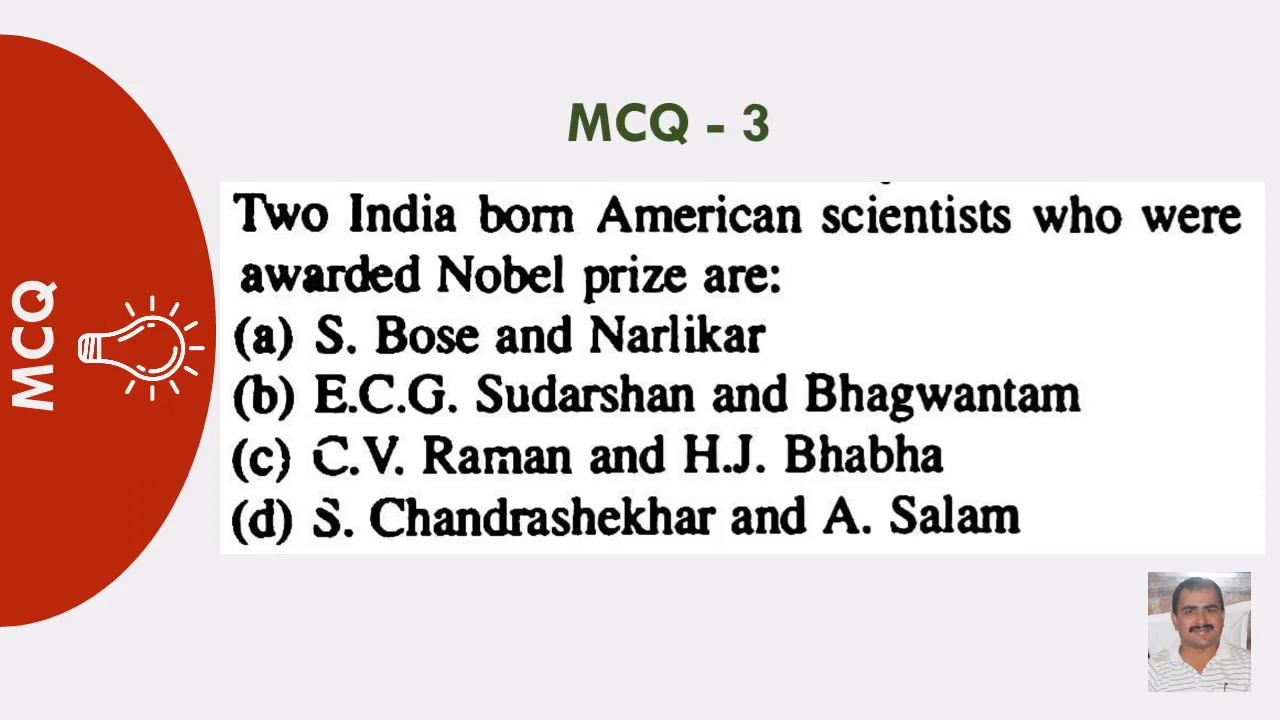 MCQ - 3
MCQ
Two India born American scientists who were
awarded Nobel prize are:
(a) S. Bose and Narlikar
(b) E.C.G. Sudarshan and Bhagwantam
(c) C.V. Raman and H.J. Bhabha
(d) S. Chandrashekhar and A. Salam